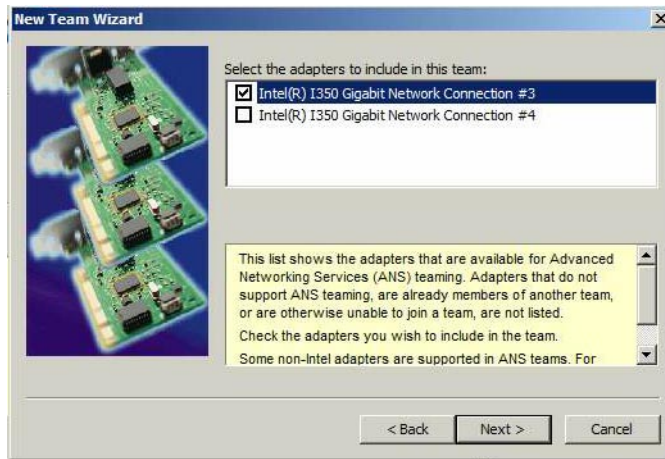 New Team Wizard
Select the adapters to include in this team:
Intel(R) I350 Gigabit Network Connection #3
Intel(R) I350 Gigabit Network Connection #4
This list shows the adapters that are available for Advanced
Networking Services (ANS) teaming. Adapters that do not
support ANS teaming, are already members of another team,
or are otherwise unable to join a team, are not listed.
Check the adapters you wish to include in the team.
Some non-Intel adapters are supported in ANS teams. For
< Back
Next >
Cancel